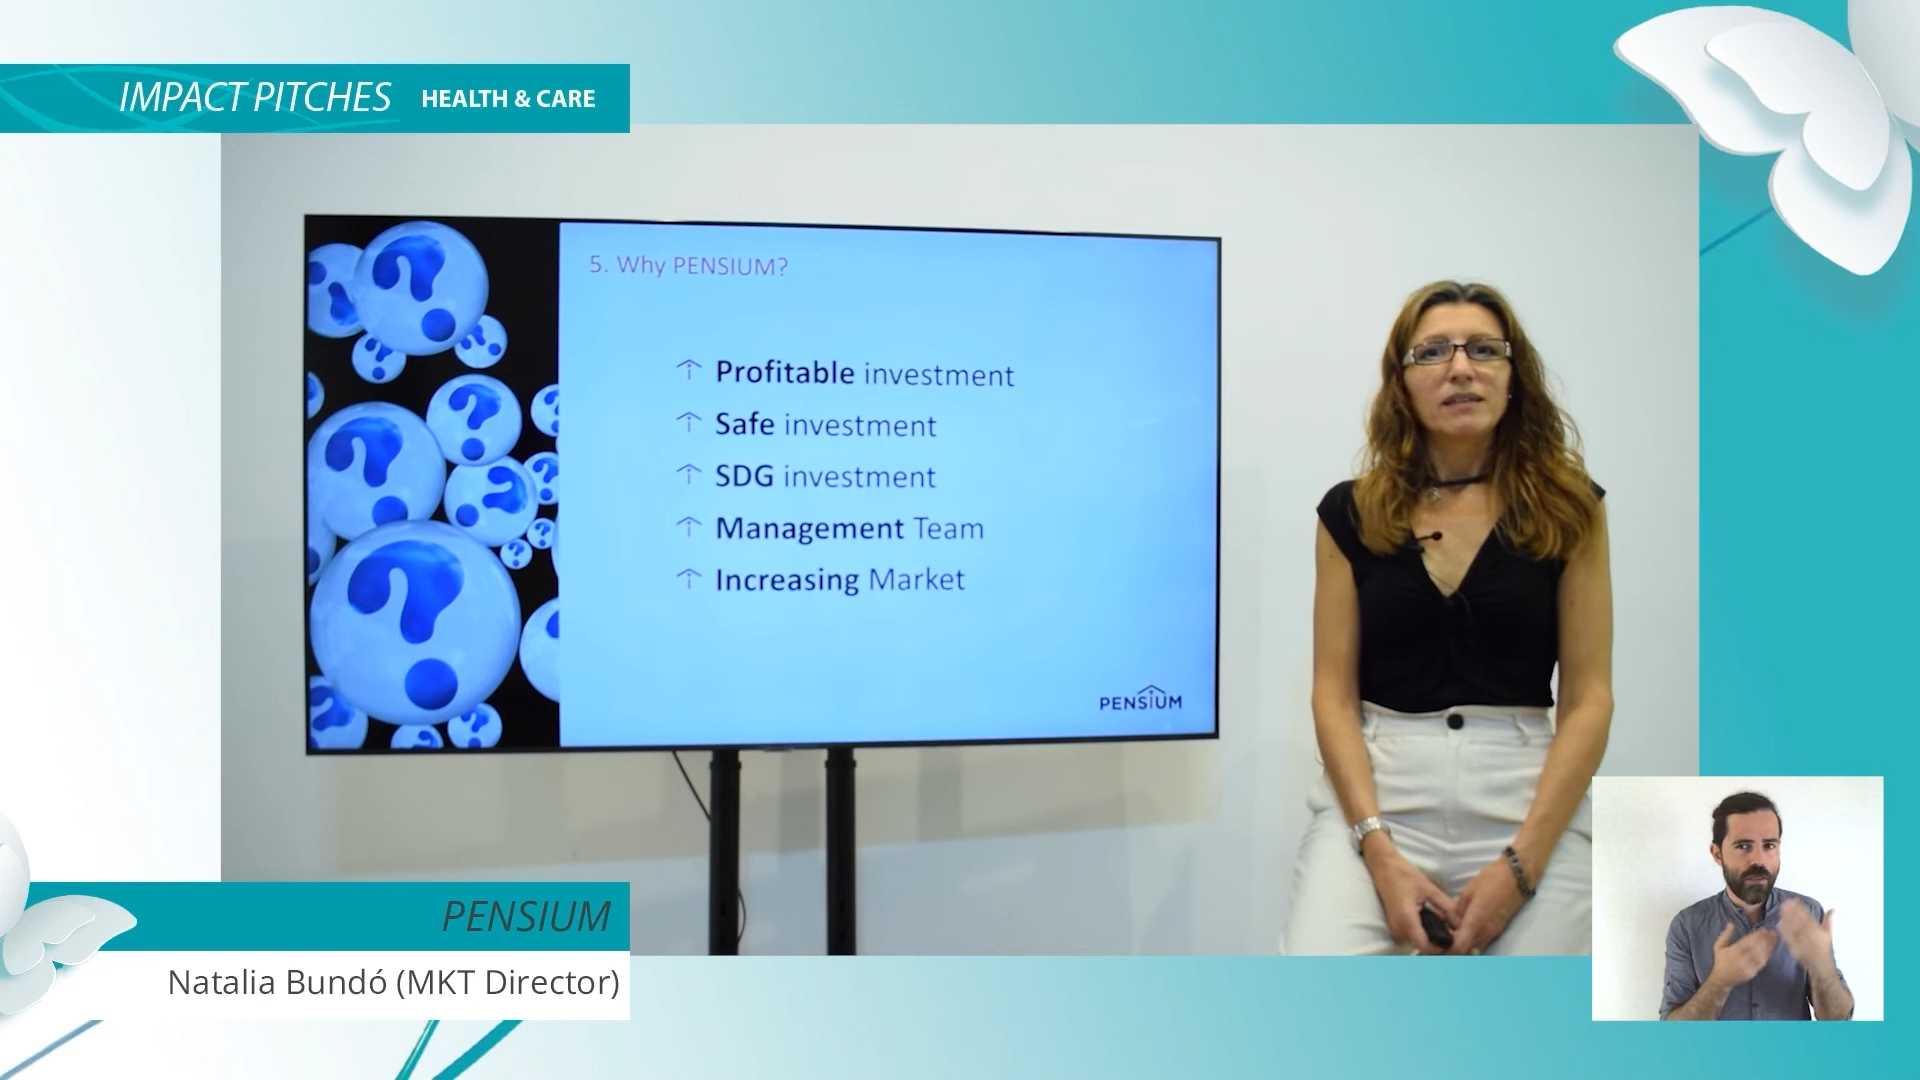 IMPACT PITCHES HEALTH & CARE
5. Why PENSIUM?
Profitable investment
Safe investment
SDG investment
Management Team
Increasing Market
PENSIUM
PENSIUM
Natalia Bundó (MKT Director)